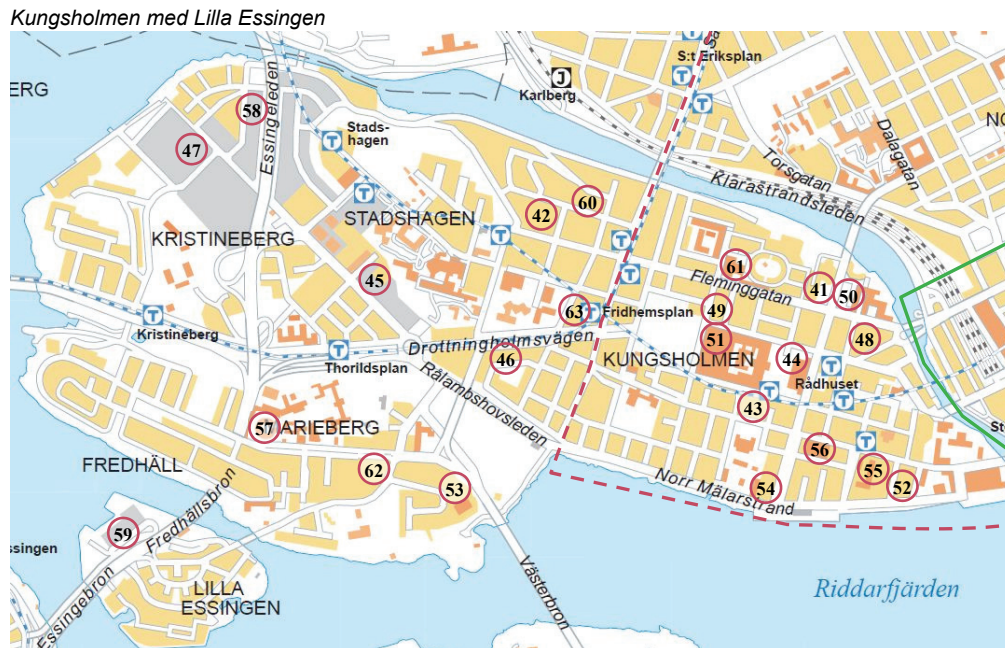 Kungsholmen med Lilla Essingen
S:t Eriksplan
ERG
J
Karlberg
Essingeleden
58
Stads-
hagen
47
Torsgatan
Dalagatan
Klarastrandsleden
STADSHAGEN
42
60
KRISTINEBERG
45
61
Fleminggatan
41
50
63
Fridhemsplan
49
Kristineberg
Drottningholmsvägen
51
KUNGSHOLMEN
48
Thorildsplan
46
44
Rådhuset
Rålambshovsleden
43
57
ARIEBERG
56
FREDHÄLL
62
53
Norr Mälarstrand
54
55
52
59
Fredhällsbron
ssingen
Essingebron
LILLA
ESSINGEN
Västerbron
Riddarfjärden
T
T
T
T
T
T
T
T
T
T
T
T
T